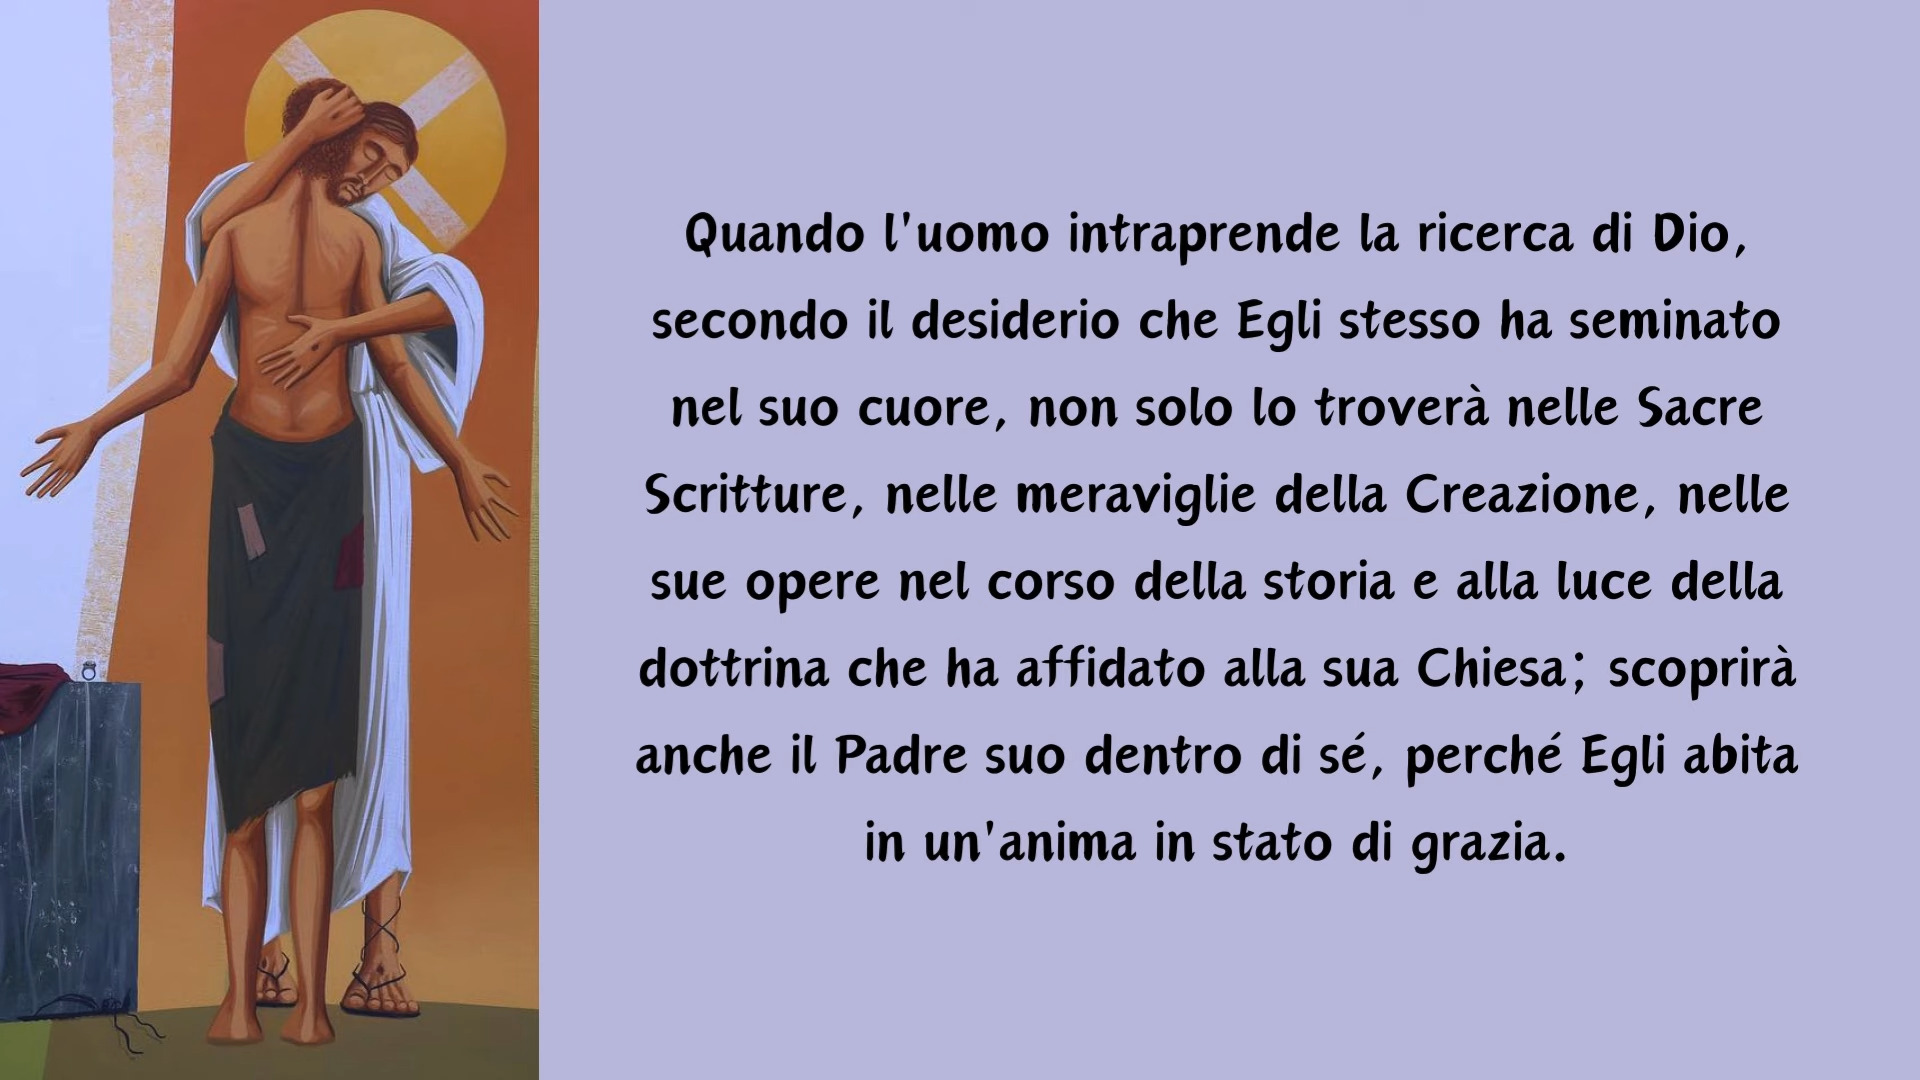 Quando l'uomo intraprende la ricerca di Dio,
secondo il desiderio che Egli stesso ha seminato
nel suo cuore, non solo lo troverà nelle Sacre
Scritture, nelle meraviglie della Creazione, nelle
sue opere nel corso della storia e alla luce della
dottrina che ha affidato alla sua Chiesa; scoprirà
anche il Padre suo dentro di sé, perché Egli abita
in un'anima in stato di grazia.